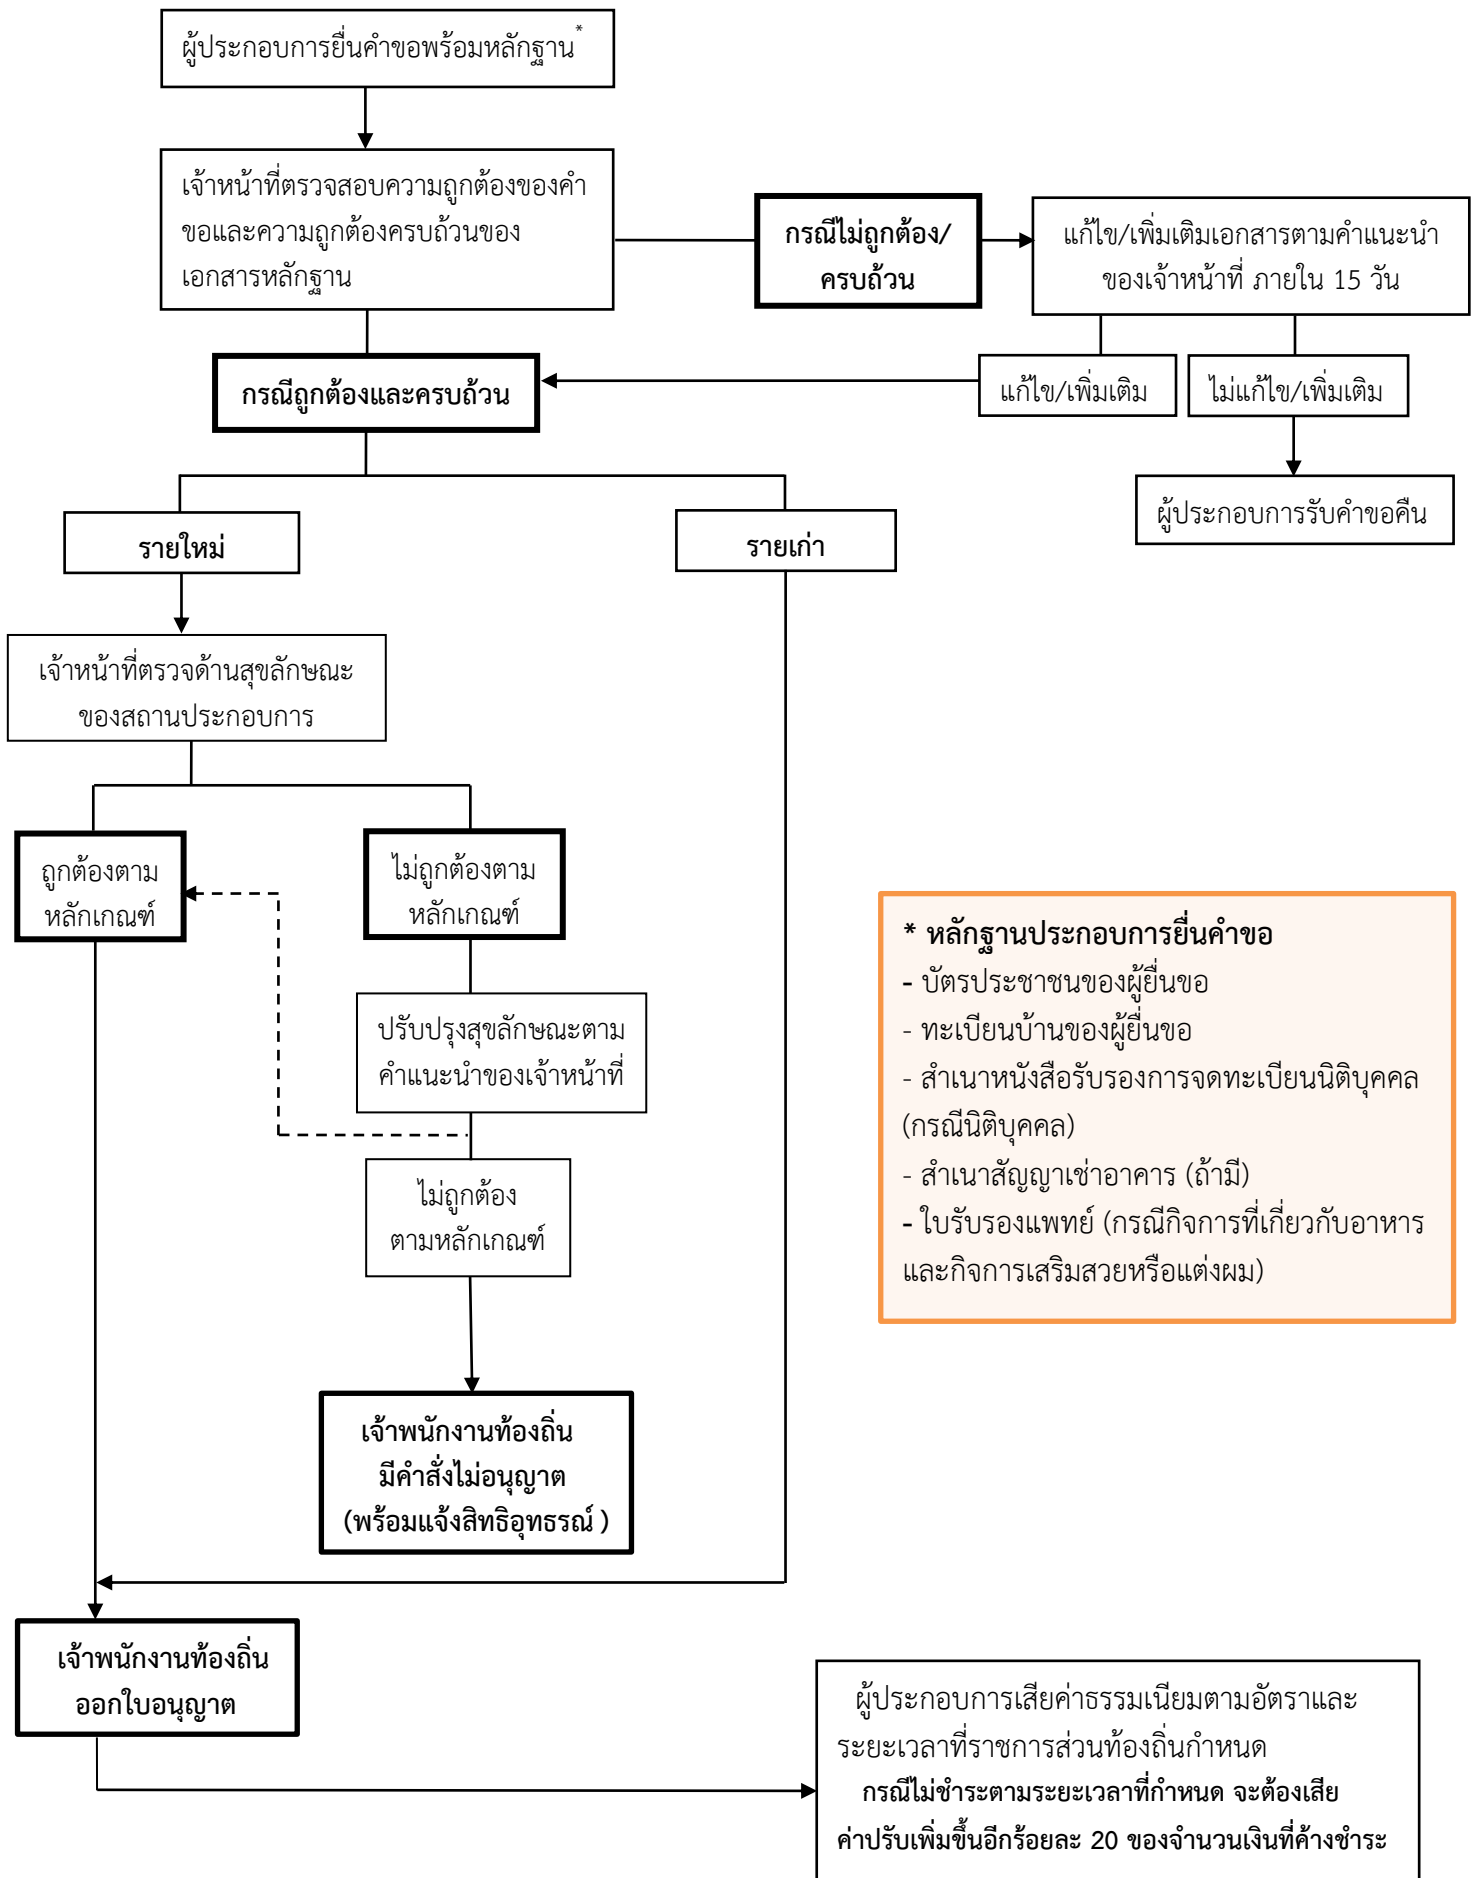 ผู้ประกอบการยื่นคำขอพร้อมหลักฐาน*
เจ้าหน้าที่ตรวจสอบความถูกต้องของคำ
ขอและความถูกต้องครบถ้วนของ
เอกสารหลักฐาน
กรณีไม่ถูกต้อง/
ครบถ้วน
แก้ไข/เพิ่มเติมเอกสารตามคำแนะนำ
ของเจ้าหน้าที่ ภายใน 15 วัน
กรณีถูกต้องและครบถ้วน
แก้ไข/เพิ่มเติม
ไม่แก้ไข/เพิ่มเติม
ผู้ประกอบการรับคำขอคืน
รายใหม่
รายเก่า
เจ้าหน้าที่ตรวจด้านสุขลักษณะ
ของสถานประกอบการ
ถูกต้องตาม
หลักเกณฑ์
ไม่ถูกต้องตาม
หลักเกณฑ์
ปรับปรุงสุขลักษณะตาม
คำแนะนำของเจ้าหน้าที่
ไม่ถูกต้อง
ตามหลักเกณฑ์
* หลักฐานประกอบการยื่นคำขอ
- บัตรประชาชนของผู้ยื่นขอ
- ทะเบียนบ้านของผู้ยื่นขอ
- สำเนาหนังสือรับรองการจดทะเบียนนิติบุคคล
(กรณีนิติบุคคล)
- สำเนาสัญญาเช่าอาคาร (ถ้ามี)
- ใบรับรองแพทย์ (กรณีกิจการที่เกี่ยวกับอาหาร
และกิจการเสริมสวยหรือแต่งผม)
เจ้าพนักงานท้องถิ่น
มีคำสั่งไม่อนุญาต
(พร้อมแจ้งสิทธิอุทธรณ์ )
เจ้าพนักงานท้องถิ่น
ออกใบอนุญาต
ผู้ประกอบการเสียค่าธรรมเนียมตามอัตราและ
ระยะเวลาที่ราชการส่วนท้องถิ่นกำหนด
กรณีไม่ชำระตามระยะเวลาที่กำหนด จะต้องเสีย
ค่าปรับเพิ่มขึ้นอีกร้อยละ 20 ของจำนวนเงินที่ค้างชำระ